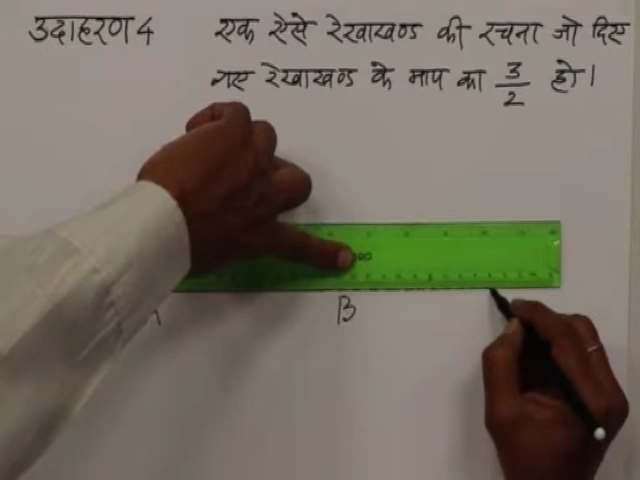 उदाहरण 4 एक ऐसे रेखाखण्ड की रचना जो दिए
गए रेखाखण्ड के माप का 3/2 हो।
B